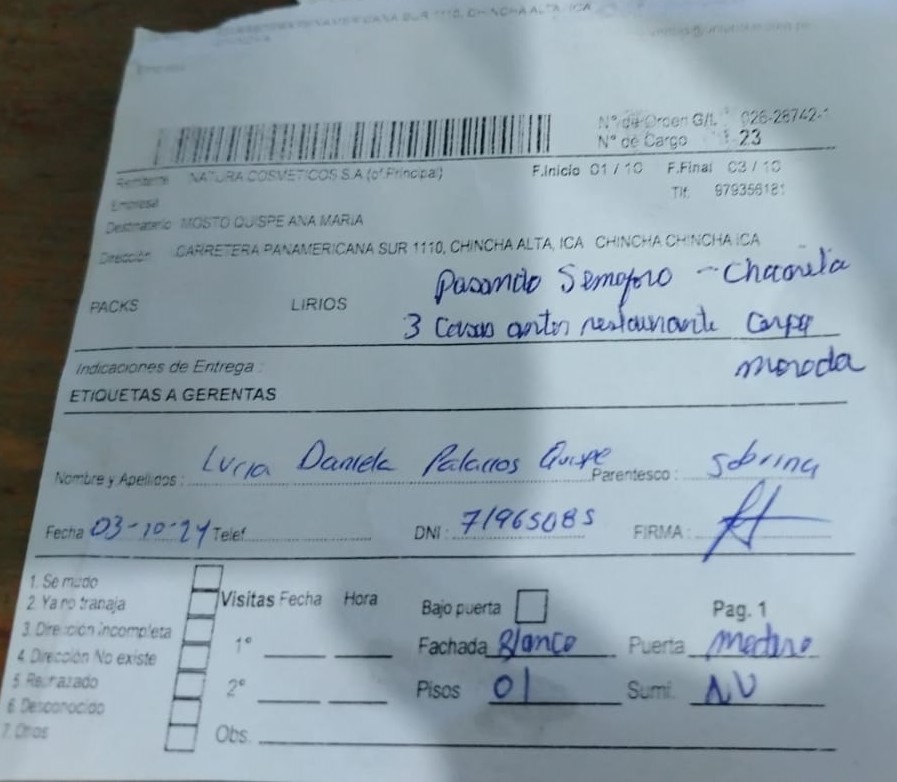 SUR 1110, CHINCHA ALTA, ICA
N° de Orden G/L : 026-28742-1
N° de Cargo : 23
Remitente NATURA COSMETICOS S.A (of.Principal) F.Inicio 01 / 10 F.Final 03 / 10
Empresa Tlf. 979356181
Destinatario MOSTO QUISPE ANA MARIA
Dirección CARRETERA PANAMERICANA SUR 1110, CHINCHA ALTA, ICA CHINCHA CHINCHA ICA
Pasando Semaforo - Chacarita
PACKS LIRIOS
3 Casas antes restaurante Carpa
morada
Indicaciones de Entrega :
ETIQUETAS A GERENTAS
Nombre y Apellidos : Lucia Daniela Palacios Quispe Parentesco : sobrina
Fecha 03-10-24 Telef DNI : 71965085 FIRMA :
1. Se mudo
2. Ya no trabaja Visitas Fecha Hora Bajo puerta Pag. 1
3. Dirección incompleta 1° Fachada Blanco Puerta
4. Dirección No existe
5. Rechazado 2° Pisos 01 Sumi. NV
6. Desconocido
7. Otros Obs.